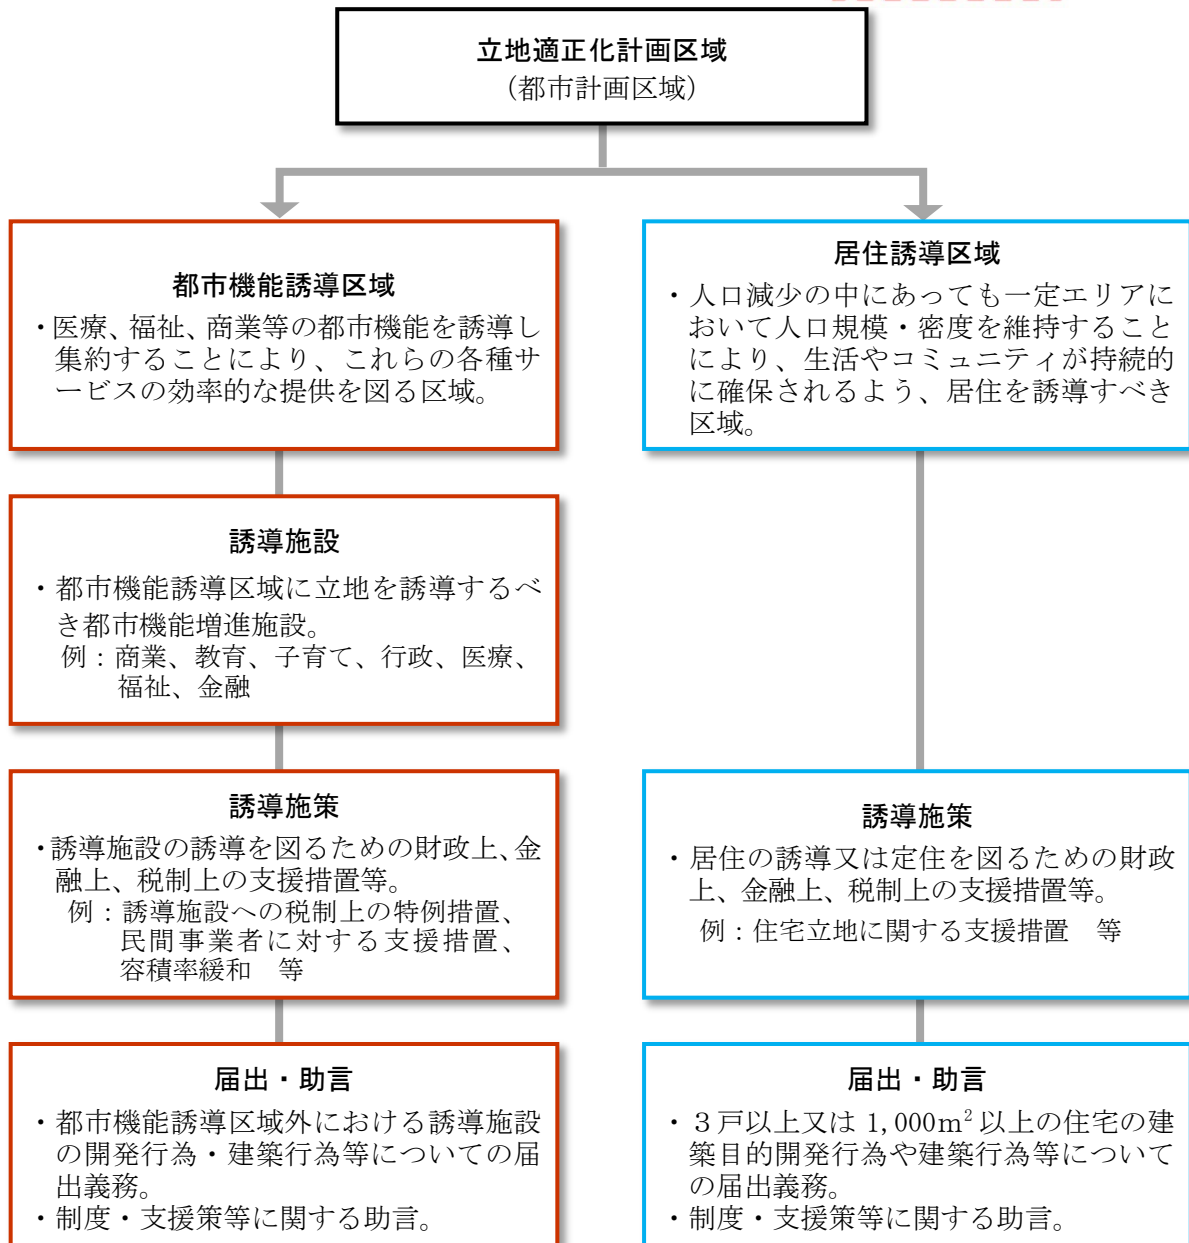 立地適正化計画区域
（都市計画区域）
都市機能誘導区域
・医療、福祉、商業等の都市機能を誘導し
集約することにより、これらの各種サ
ービスの効率的な提供を図る区域。
誘導施設
・都市機能誘導区域に立地を誘導するべ
き都市機能増進施設。
例：商業、教育、子育て、行政、医療、
福祉、金融
誘導施策
・誘導施設の誘導を図るための財政上、金
融上、税制上の支援措置等。
例：誘導施設への税制上の特例措置、
民間事業者に対する支援措置、
容積率緩和　等
届出・助言
・都市機能誘導区域外における誘導施設
の開発行為・建築行為等についての届
出義務。
・制度・支援策等に関する助言。
居住誘導区域
・人口減少の中にあっても一定エリアに
おいて人口規模・密度を維持すること
により、生活やコミュニティが持続的
に確保されるよう、居住を誘導すべき
区域。
誘導施策
・居住の誘導又は定住を図るための財政
上、金融上、税制上の支援措置等。
例：住宅立地に関する支援措置　等
届出・助言
・３戸以上又は 1,000m²以上の住宅の建
築目的開発行為や建築行為等について
の届出義務。
・制度・支援策等に関する助言。